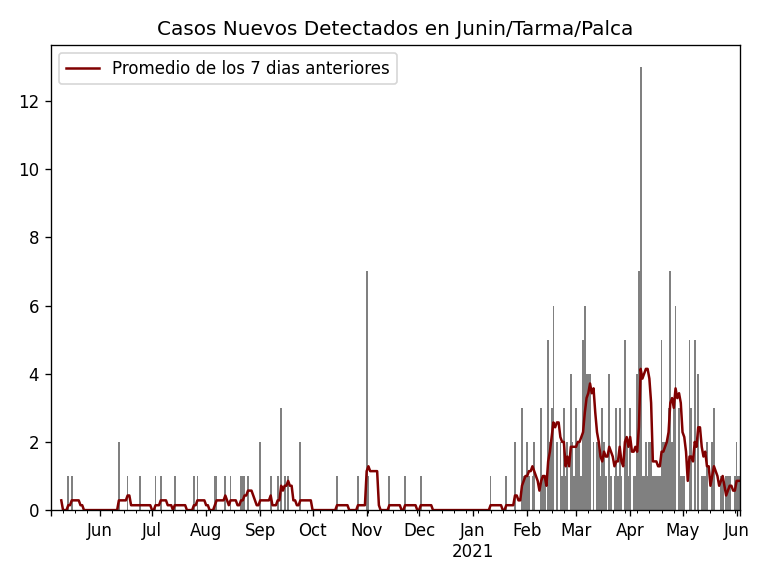 Casos Nuevos Detectados en Junin/Tarma/Palca
Promedio de los 7 dias anteriores
12
10
8
6
4
2
0
Jun Jul Aug Sep Oct Nov Dec Jan Feb Mar Apr May Jun
2021